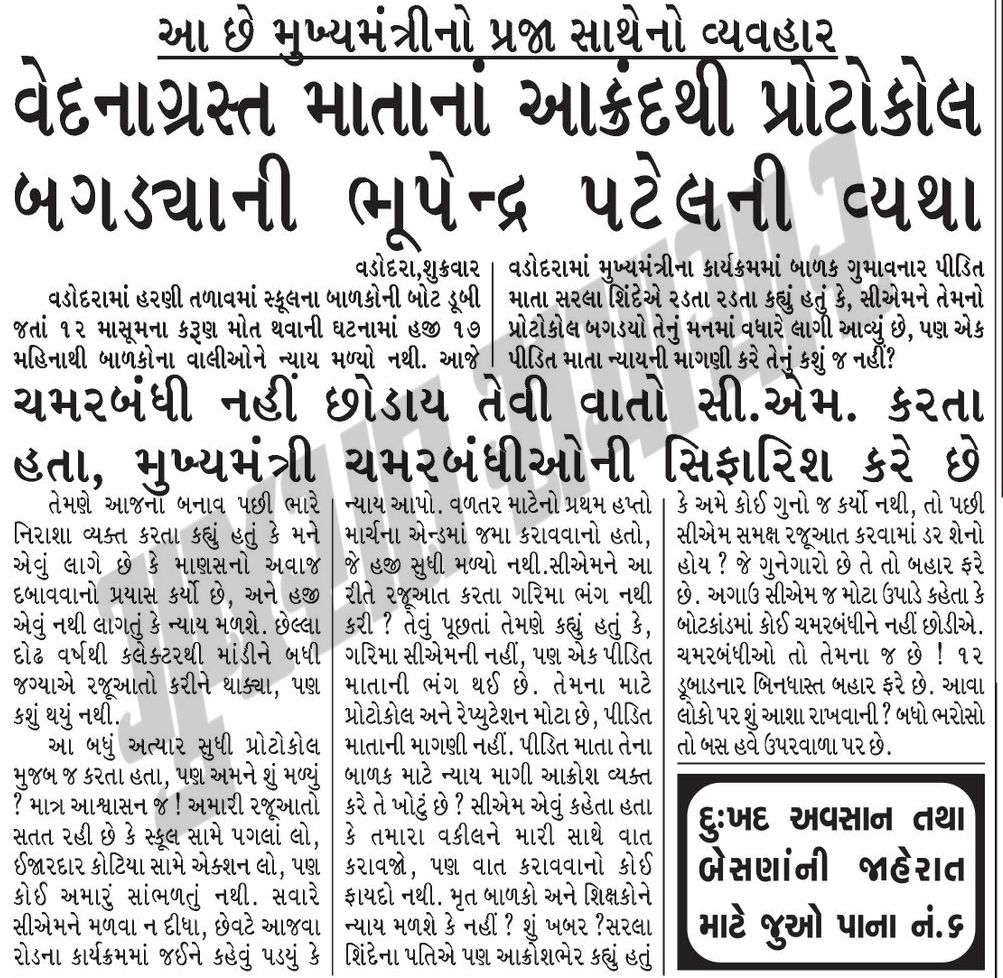 આ છે મુખ્યમંત્રીનો પ્રજા સાથેનો વ્યવહાર
વેદનાગ્રસ્ત માતાનાં આક્રંદથી પ્રોટોકોલ
બગડ્યાની ભૂપેન્દ્ર પટેલની વ્યથા
વડોદરા,શુક્રવાર
વડોદરામાં હરણી તળાવમાં સ્કૂલના બાળકોની બોટ ડૂબી
જતાં ૧૨ માસૂમના કરૂણ મોત થવાની ઘટનામાં હજી ૧૭
મહિનાથી બાળકોના વાલીઓને ન્યાય મળ્યો નથી. આજે
વડોદરામાં મુખ્યમંત્રીના કાર્યક્રમમાં બાળક ગુમાવનાર પીડિત
માતા સરલા શિંદેએ રડતા રડતા કહ્યું હતું કે, સીએમને તેમનો
પ્રોટોકોલ બગડયો તેનું મનમાં વધારે લાગી આવ્યું છે, પણ એક
પીડિત માતા ન્યાયની માગણી કરે તેનું કશું જ નહીં?
ચમરબંધી નહીં છોડાય તેવી વાતો સી.એમ. કરતા
હતા, મુખ્યમંત્રી ચમરબંધીઓની સિફારિશ કરે છે
તેમણે આજના બનાવ પછી ભારે
નિરાશા વ્યક્ત કરતા કહ્યું હતું કે મને
એવું લાગે છે કે માણસનો અવાજ
દબાવવાનો પ્રયાસ કર્યો છે, અને હજી
એવું નથી લાગતું કે ન્યાય મળશે. છેલ્લા
દોઢ વર્ષથી કલેક્ટરથી માંડીને બધી
જગ્યાએ રજૂઆતો કરીને થાક્યા, પણ
કશું થયું નથી.
આ બધું અત્યાર સુધી પ્રોટોકોલ
મુજબ જ કરતા હતા, પણ અમને શું મળ્યું
? માત્ર આશ્વાસન જ ! અમારી રજૂઆતો
સતત રહી છે કે સ્કૂલ સામે પગલાં લો,
ઈજારદાર કોટિયા સામે એક્શન લો, પણ
કોઈ અમારું સાંભળતું નથી. સવારે
સીએમને મળવા ન દીધા, છેવટે આજવા
રોડના કાર્યક્રમમાં જઈને કહેવું પડયું કે
ન્યાય આપો. વળતર માટેનો પ્રથમ હપ્તો
માર્ચના એન્ડમાં જમા કરાવવાનો હતો,
જે હજી સુધી મળ્યો નથી.સીએમને આ
રીતે રજૂઆત કરતા ગરિમા ભંગ નથી
કરી ? તેવું પૂછતાં તેમણે કહ્યું હતું કે,
ગરિમા સીએમની નહીં, પણ એક પીડિત
માતાની ભંગ થઈ છે. તેમના માટે
પ્રોટોકોલ અને રેપ્યુટેશન મોટા છે, પીડિત
માતાની માગણી નહીં. પીડિત માતા તેના
બાળક માટે ન્યાય માગી આક્રોશ વ્યક્ત
કરે તે ખોટું છે ? સીએમ એવું કહેતા હતા
કે તમારા વકીલને મારી સાથે વાત
કરાવજો, પણ વાત કરાવવાનો કોઈ
ફાયદો નથી. મૃત બાળકો અને શિક્ષકોને
ન્યાય મળશે કે નહીં ? શું ખબર ?સરલા
શિંદેના પતિએ પણ આક્રોશભેર કહ્યું હતું
કે અમે કોઈ ગુનો જ કર્યો નથી, તો પછી
સીએમ સમક્ષ રજૂઆત કરવામાં ડર શેનો
હોય ? જે ગુનેગારો છે તે તો બહાર ફરે
છે. અગાઉ સીએમ જ મોટા ઉપાડે કહેતા કે
બોટકાંડમાં કોઈ ચમરબંધીને નહીં છોડીએ.
ચમરબંધીઓ તો તેમના જ છે ! ૧૨
ડૂબાડનાર બિનધાસ્ત બહાર ફરે છે. આવા
લોકો પર શું આશા રાખવાની ? બધો ભરોસો
તો બસ હવે ઉપરવાળા પર છે.
દુઃખદ અવસાન તથા
બેસણાંની જાહેરાત
માટે જુઓ પાના નં.૬
ગુજરાત સમાચાર